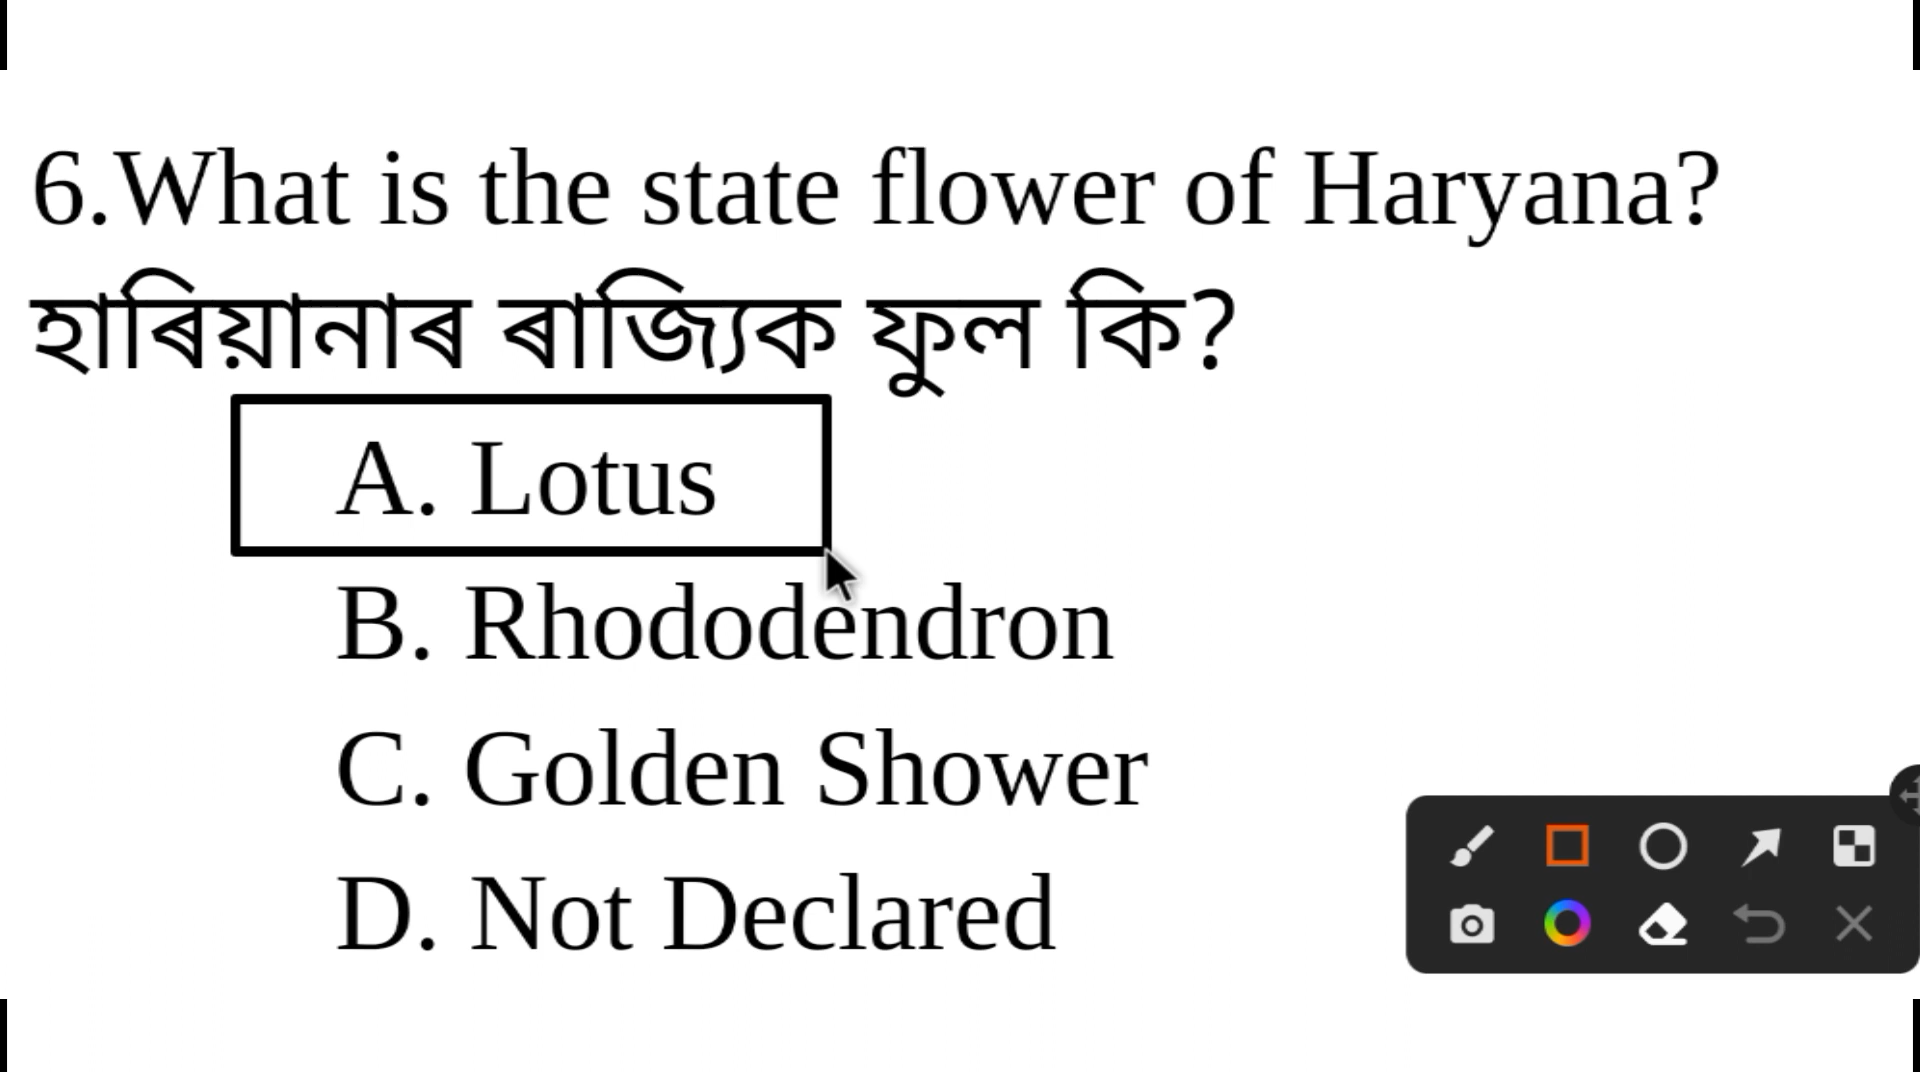 6.What is the state flower of Haryana?
হাৰিয়ানাৰ ৰাজ্যিক ফুল কি?
A. Lotus
B. Rhododendron
C. Golden Shower
D. Not Declared